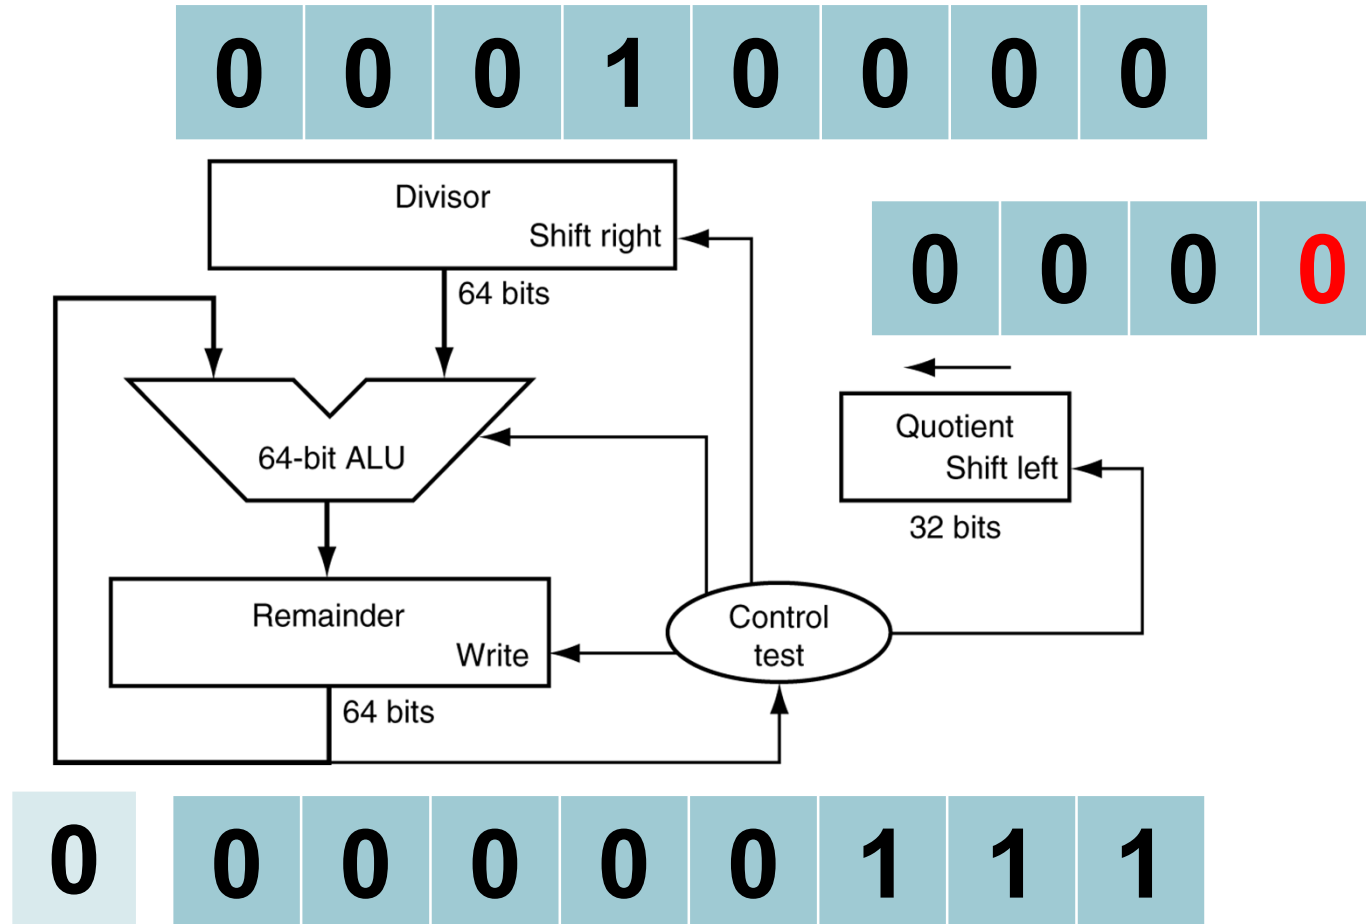 0 0 0 1 0 0 0 0
Divisor
Shift right
0 0 0 0
64 bits
Quotient
64-bit ALU
Shift left
32 bits
Remainder
Control
test
Write
64 bits
0 0 0 0 0 0 1 1 1